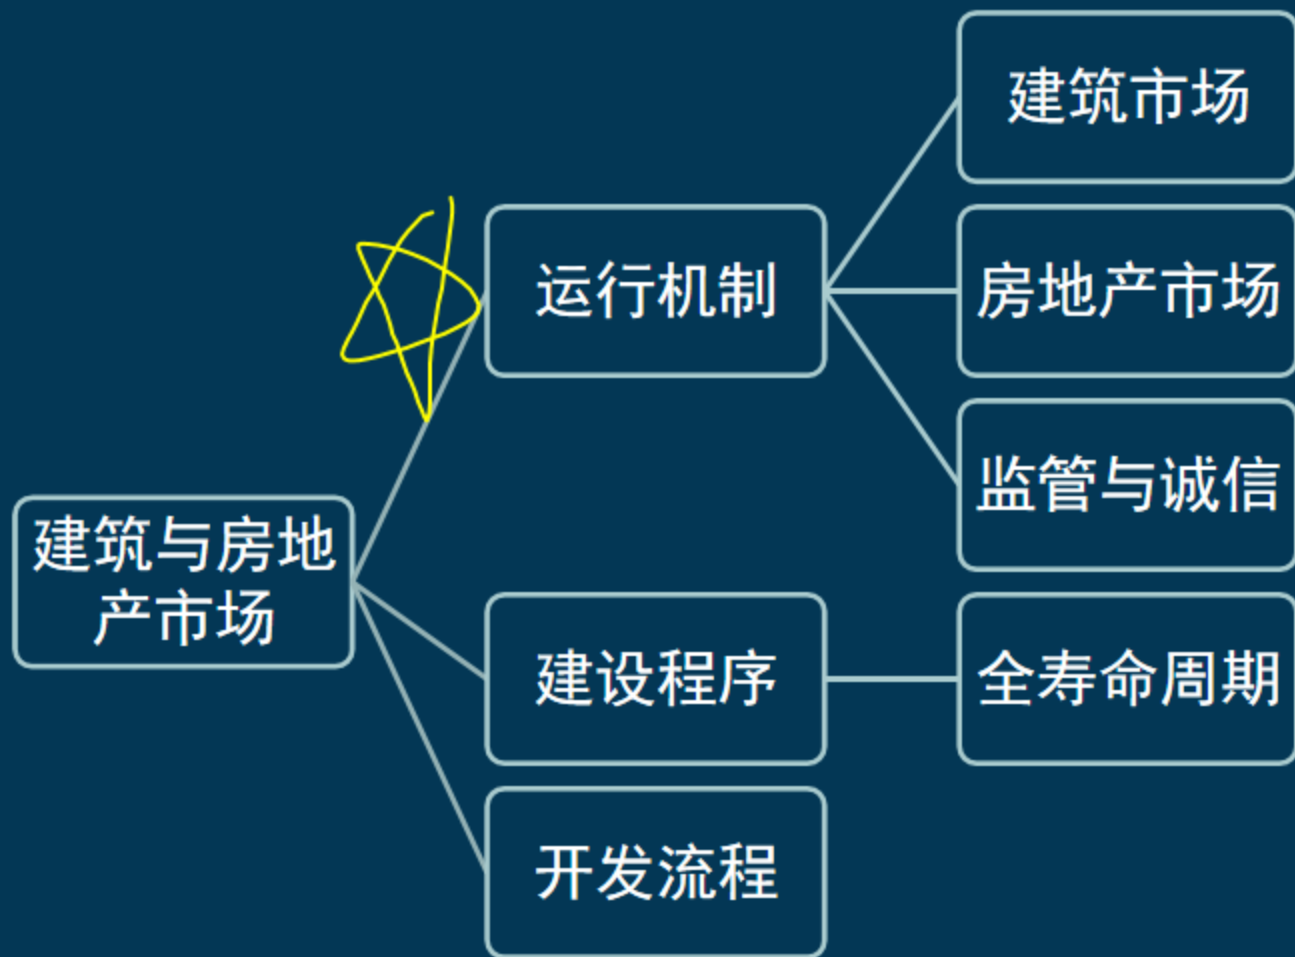 建筑市场
运行机制
房地产市场
监管与诚信
建筑与房地
产市场
建设程序
全寿命周期
开发流程